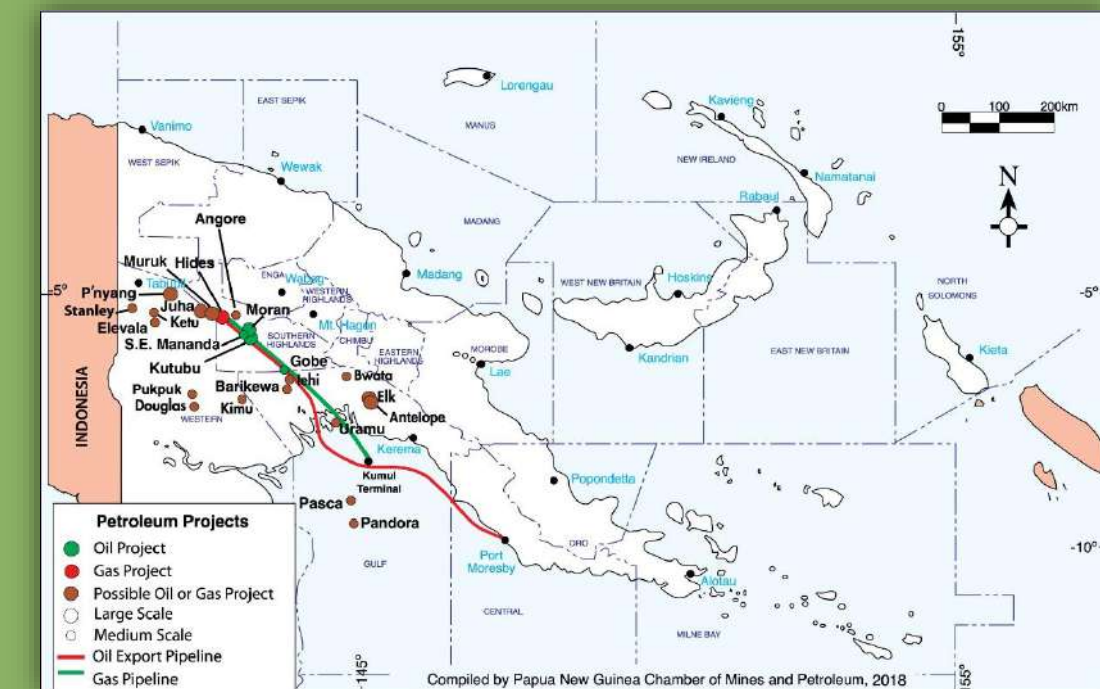 155°
Lorengau
Kavieng
0 100 200km
EAST SEPIK
MANUS
Vanimo
WEST SEPIK
NEW IRELAND
Wewak
Namatanai
N
Rabaul
Angore
MADANG
Muruk Hides
ENGA
Wabag
Madang
WEST NEW BRITAIN
Hoskins
NORTH
SOLOMONS
-5°
P'nyang
WESTERN
HIGHLANDS
-5°
Stanley
Juha
Moran
Elevala
Ketu
Mt. Hagen
S.E. Mananda
SOUTHERN
HIGHLANDS
CHIMBU
EASTERN
HIGHLANDS
MOROBE
Kandrian
EAST NEW BRITAIN
Kieta
Kutubu
Gobe
Lae
INDONESIA
Pukpuk
Barikewa
Iehi
Bwata
Douglas
Kimu
Elk
WESTERN
Antelope
Uramu
Kerema
Kumul
Terminal
Popondetta
Pasca
Pandora
Petroleum Projects
Oil Project
Gas Project
Possible Oil or Gas Project
Large Scale
Medium Scale
Oil Export Pipeline
Gas Pipeline
GULF
Port
Moresby
ORO
-10°
Alotau
CENTRAL
MILNE BAY
145°
Compiled by Papua New Guinea Chamber of Mines and Petroleum, 2018